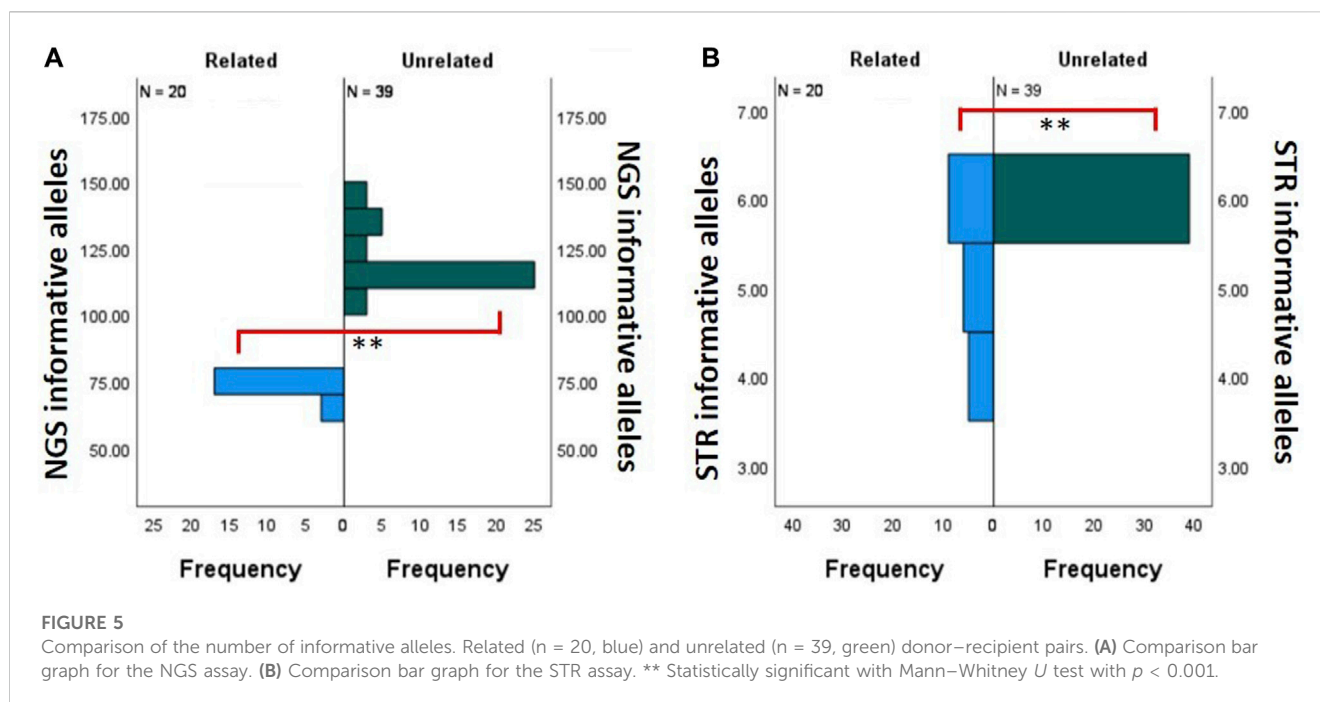 A
Related Unrelated
N = 20 N = 39
NGS informative alleles
175.00
150.00
125.00
100.00
75.00
50.00
**
175.00
150.00
125.00
100.00
75.00
50.00
NGS informative alleles
25 20 15 10 5 0 5 10 15 20 25
Frequency Frequency
B
Related Unrelated
N = 20 N = 39
STR informative alleles
7.00
6.00
5.00
4.00
3.00
**
7.00
6.00
5.00
4.00
3.00
STR informative alleles
40 30 20 10 0 10 20 30 40
Frequency Frequency
FIGURE 5
Comparison of the number of informative alleles. Related (n = 20, blue) and unrelated (n = 39, green) donor–recipient pairs. (A) Comparison bar
graph for the NGS assay. (B) Comparison bar graph for the STR assay. ** Statistically significant with Mann–Whitney U test with p < 0.001.